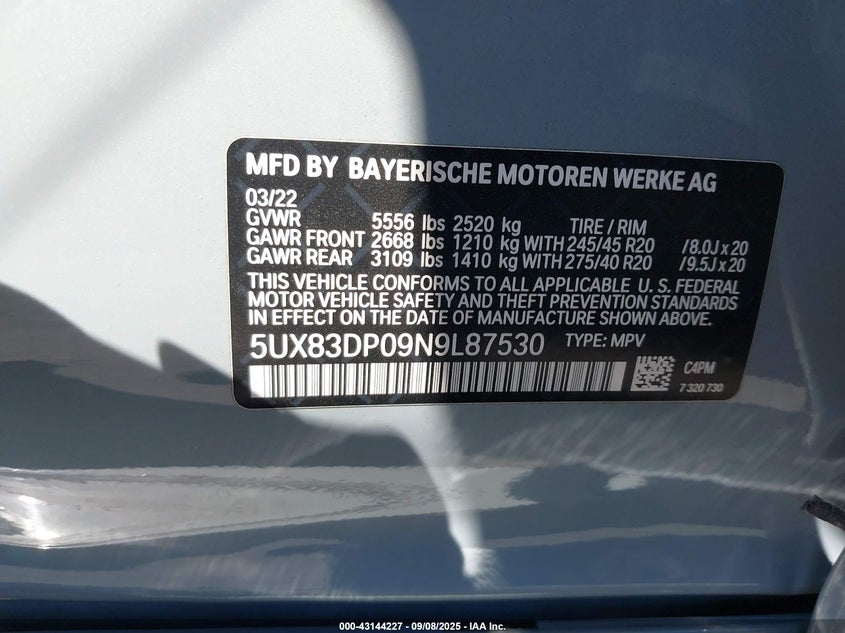 MFD BY BAYERISCHE MOTOREN WERKE AG
03/22
GVWR 5556 lbs 2520 kg TIRE / RIM
GAWR FRONT 2668 lbs 1210 kg WITH 245/45 R20 /8.0J x 20
GAWR REAR 3109 lbs 1410 kg WITH 275/40 R20 /9.5J x 20
THIS VEHICLE CONFORMS TO ALL APPLICABLE U. S. FEDERAL
MOTOR VEHICLE SAFETY AND THEFT PREVENTION STANDARDS
IN EFFECT ON THE DATE OF MANUFACTURE SHOWN ABOVE.
5UX83DP09N9L87530 TYPE: MPV
C4PM
7 320 730
000-43144227 - 09/08/2025 - IAA Inc.